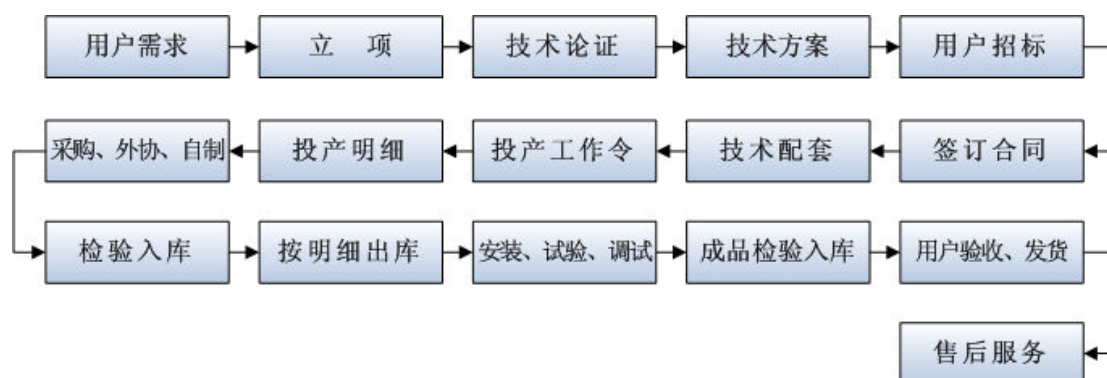 用户需求
立 项
技术论证
技术方案
用户招标
签订合同
技术配套
投产工作令
投产明细
采购、外协、自制
检验入库
按明细出库
安装、试验、调试
成品检验入库
用户验收、发货
售后服务